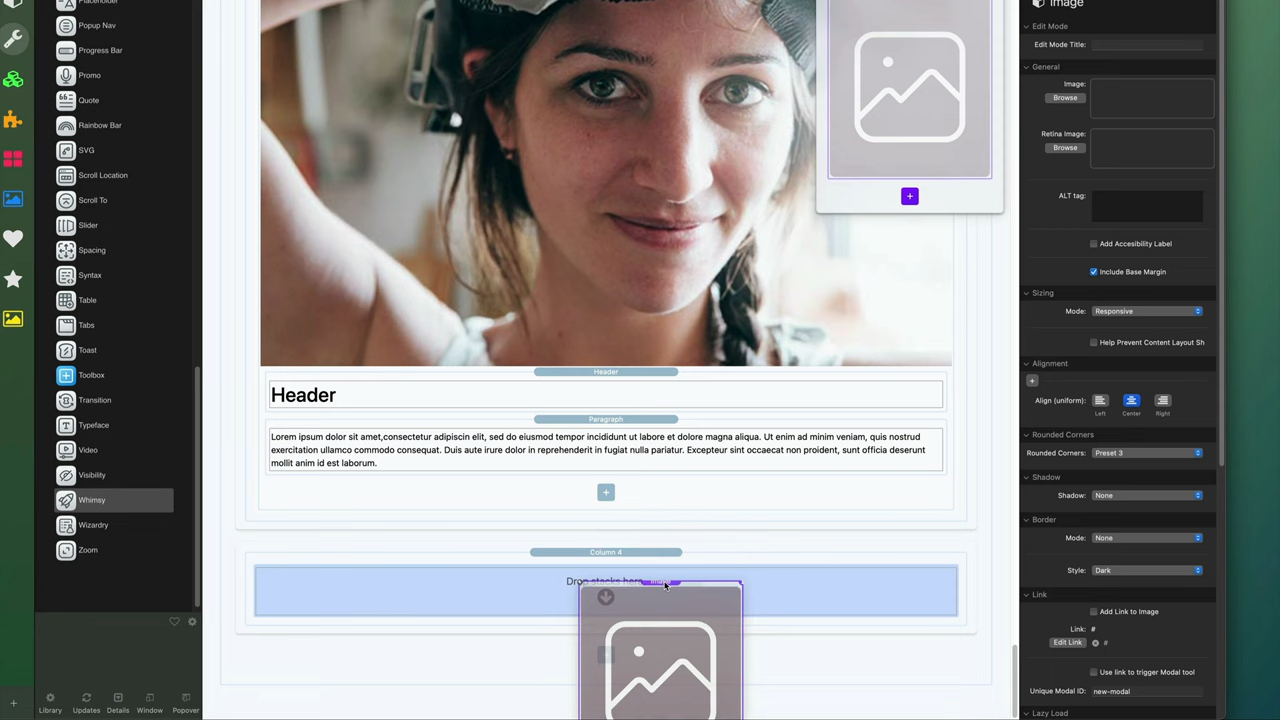 Placeholder
Popup Nav
Progress Bar
Promo
Quote
Rainbow Bar
SVG
Scroll Location
Scroll To
Slider
Spacing
Syntax
Table
Tabs
Toast
Toolbox
Transition
Typeface
Video
Visibility
Whimsy
Wizardry
Zoom
Library
Updates
Details
Window
Popover
Header
Header
Paragraph
Lorem ipsum dolor sit amet,consectetur adipiscin elit, sed do eiusmod tempor incididunt ut labore et dolore magna aliqua. Ut enim ad minim veniam, quis nostrud
exercitation ullamco commodo consequat. Duis aute irure dolor in reprehenderit in fugiat nulla pariatur. Excepteur sint occaecat non proident, sunt officia deserunt
mollit anim id est laborum.
Column 4
Drop stacks here
Image
Edit Mode
Edit Mode Title:
General
Image:
Browse
Retina Image:
Browse
ALT tag:
Add Accesibility Label
Include Base Margin
Sizing
Mode: Responsive
Help Prevent Content Layout Sh
Alignment
Align (uniform):
Left Center Right
Rounded Corners
Rounded Corners: Preset 3
Shadow
Shadow: None
Border
Mode: None
Style: Dark
Link
Add Link to Image
Link: #
Edit Link #
Use link to trigger Modal tool
Unique Modal ID: new-modal
Lazy Load